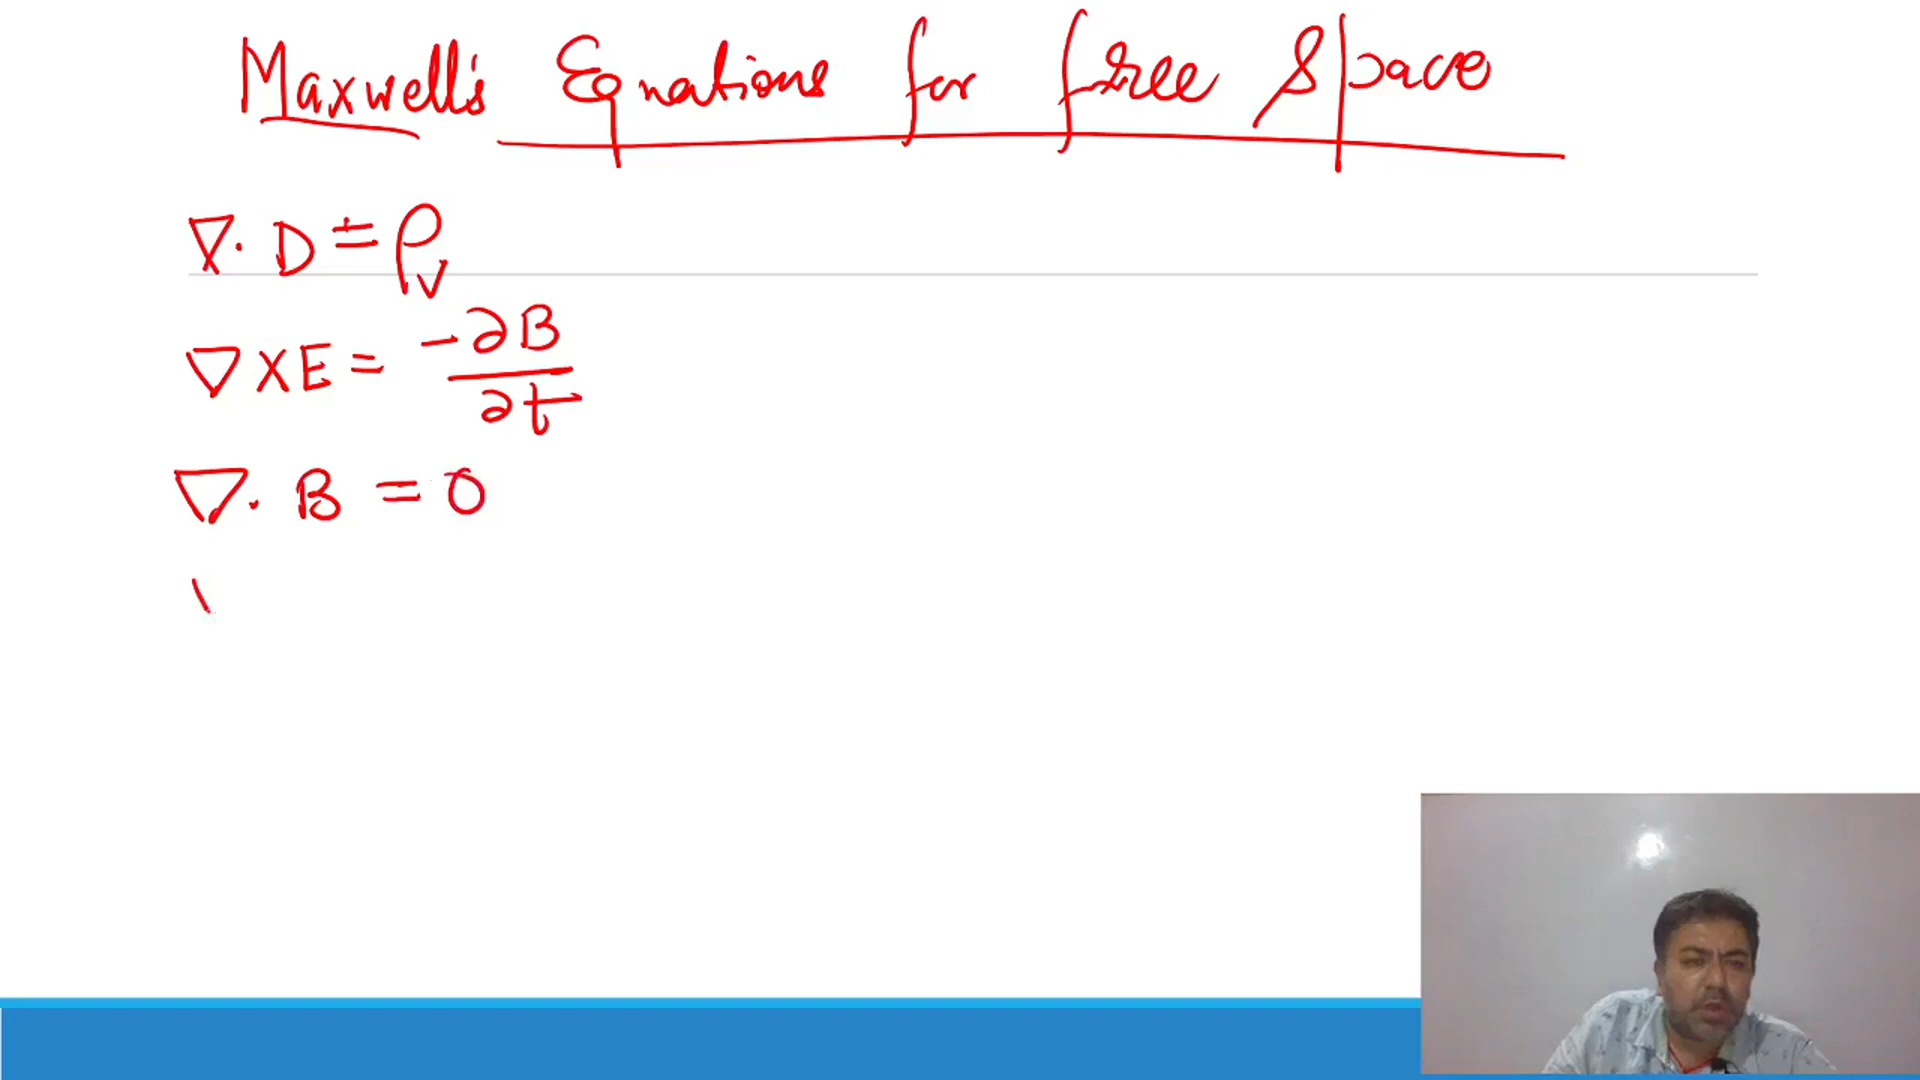 Maxwell's Equations for free Space
∇. D = ρv
∇ X E = -∂B/∂t
∇. B = 0